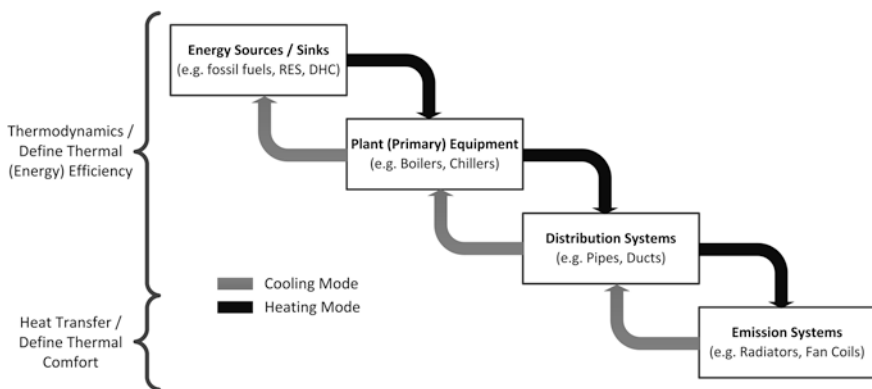 Energy Sources / Sinks
(e.g. fossil fuels, RES, DHC)
Thermodynamics /
Define Thermal
(Energy) Efficiency
Plant (Primary) Equipment
(e.g. Boilers, Chillers)
Distribution Systems
(e.g. Pipes, Ducts)
Cooling Mode
Heating Mode
Heat Transfer /
Define Thermal
Comfort
Emission Systems
(e.g. Radiators, Fan Coils)